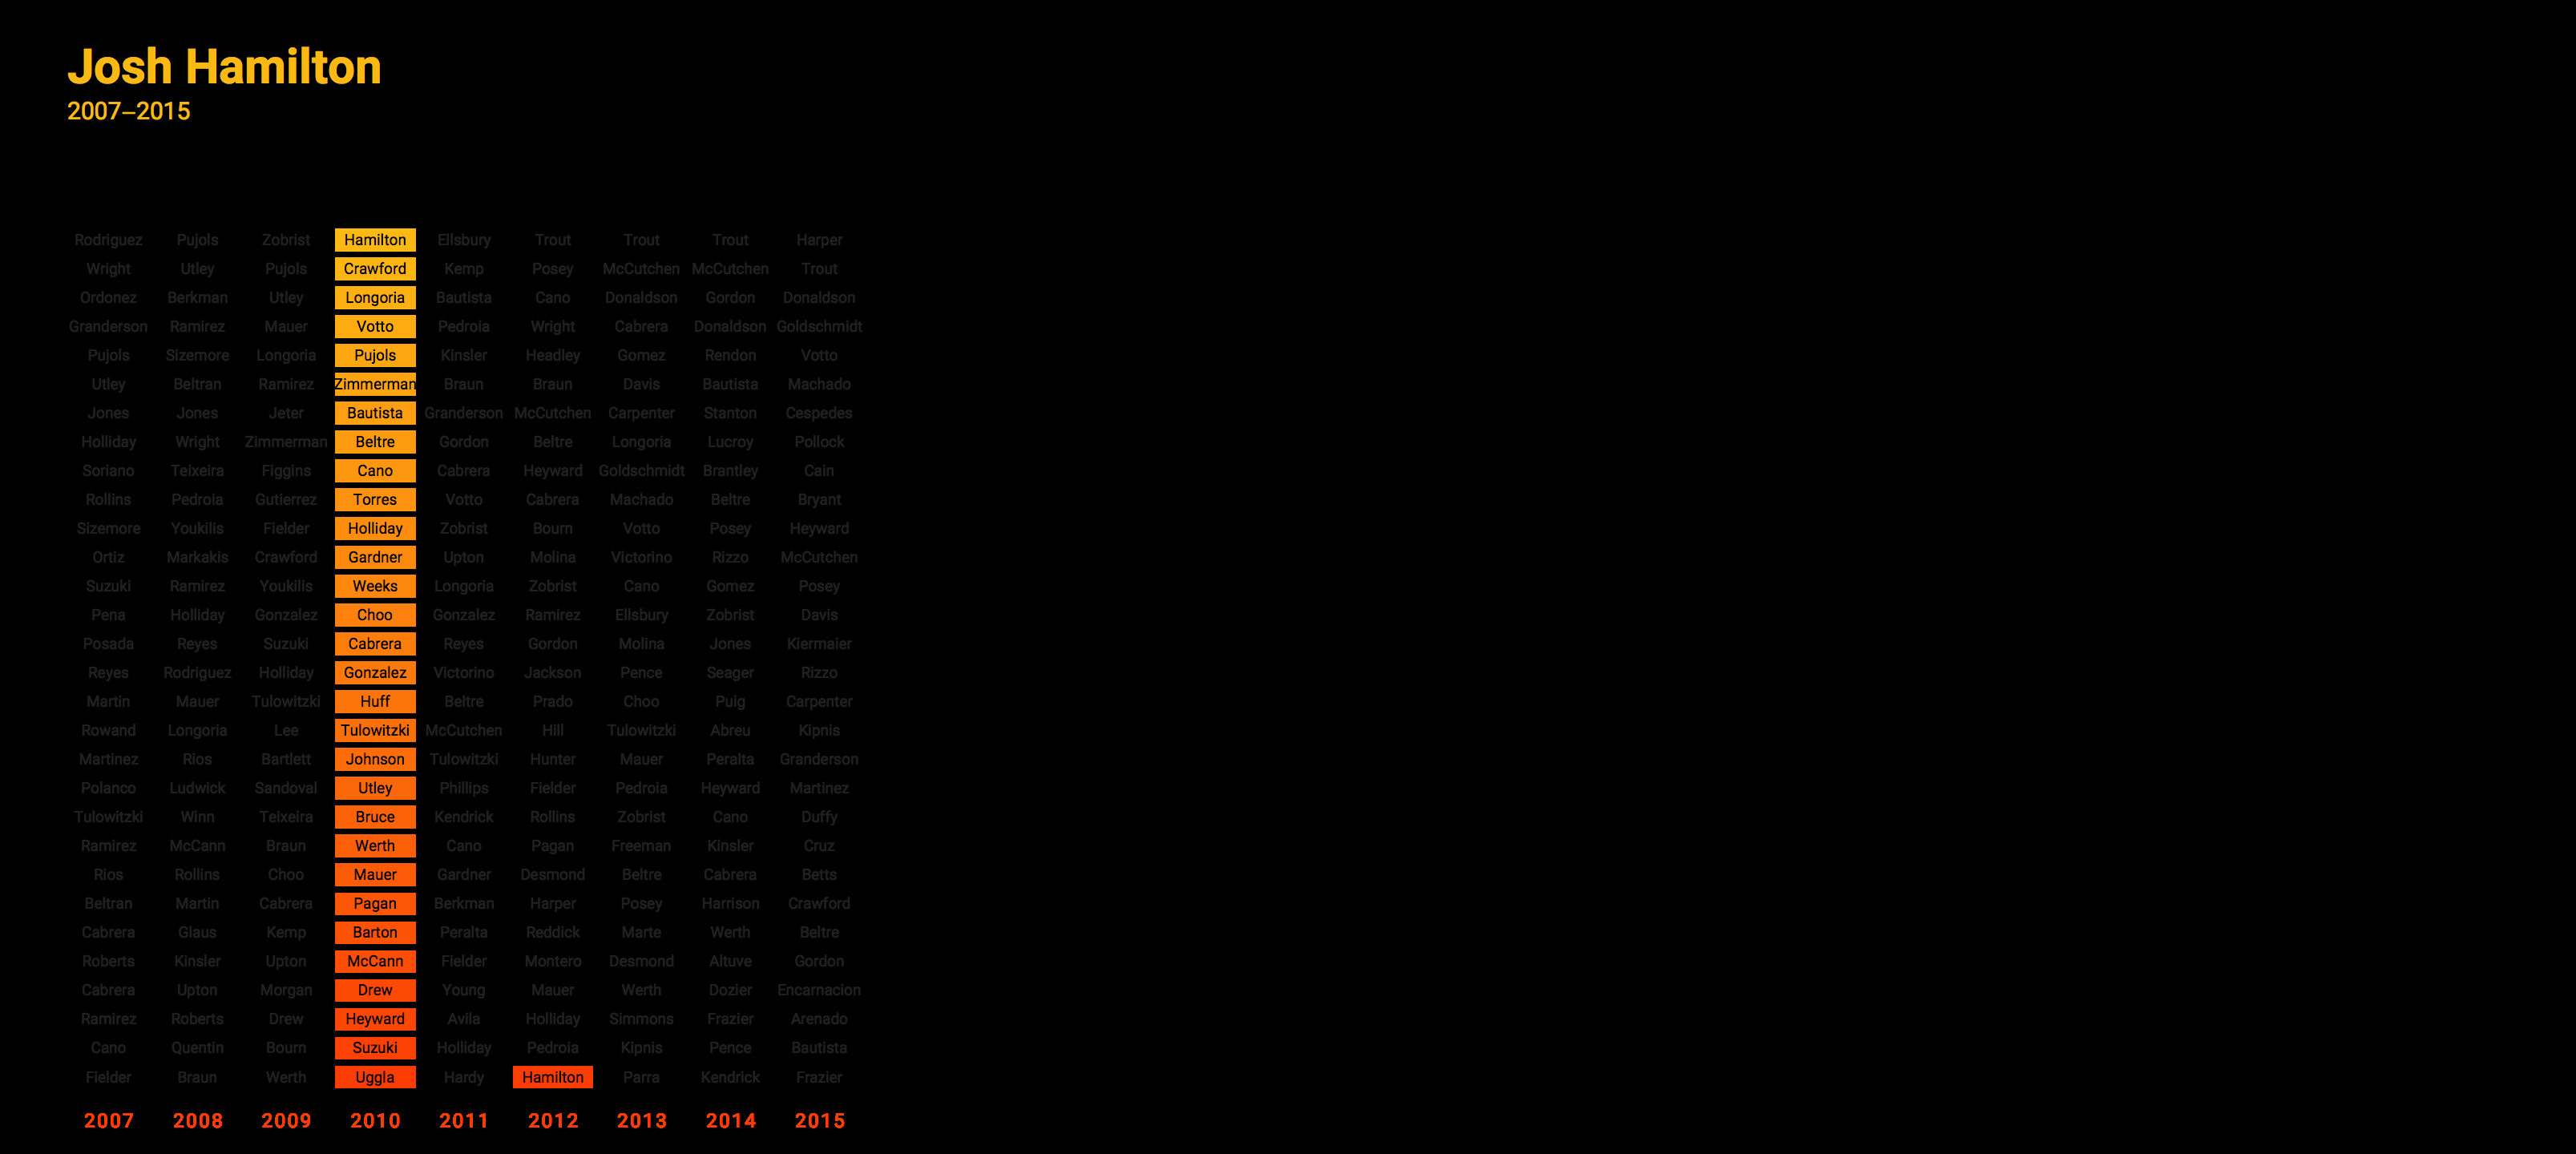 Josh Hamilton
2007–2015
Rodriguez Pujols Zobrist Hamilton Ellsbury Trout Trout Trout Harper
Wright Utley Pujols Crawford Kemp Posey McCutchen McCutchen Trout
Ordonez Berkman Utley Longoria Bautista Cano Donaldson Gordon Donaldson
Granderson Ramirez Mauer Votto Pedroia Wright Cabrera Donaldson Goldschmidt
Pujols Sizemore Longoria Pujols Kinsler Headley Gomez Rendon Votto
Utley Beltran Ramirez Zimmerman Braun Braun Davis Bautista Machado
Jones Jones Jeter Bautista Granderson McCutchen Carpenter Stanton Cespedes
Holliday Wright Zimmerman Beltre Gordon Beltre Longoria Lucroy Pollock
Soriano Teixeira Figgins Cano Cabrera Heyward Goldschmidt Brantley Cain
Rollins Pedroia Gutierrez Torres Votto Cabrera Machado Beltre Bryant
Sizemore Youkilis Fielder Holliday Zobrist Bourn Votto Posey Heyward
Ortiz Markakis Crawford Gardner Upton Molina Victorino Rizzo McCutchen
Suzuki Ramirez Youkilis Weeks Longoria Zobrist Cano Gomez Posey
Pena Holliday Gonzalez Choo Gonzalez Ramirez Ellsbury Zobrist Davis
Posada Reyes Suzuki Cabrera Reyes Gordon Molina Jones Kiermaier
Reyes Rodriguez Holliday Gonzalez Victorino Jackson Pence Seager Rizzo
Martin Mauer Tulowitzki Huff Beltre Prado Choo Puig Carpenter
Rowand Longoria Lee Tulowitzki McCutchen Hill Tulowitzki Abreu Kipnis
Martinez Rios Bartlett Johnson Tulowitzki Hunter Mauer Peralta Granderson
Polanco Ludwick Sandoval Utley Phillips Fielder Pedroia Heyward Martinez
Tulowitzki Winn Teixeira Bruce Kendrick Rollins Zobrist Cano Duffy
Ramirez McCann Braun Werth Cano Pagan Freeman Kinsler Cruz
Rios Rollins Choo Mauer Gardner Desmond Beltre Cabrera Betts
Beltran Martin Cabrera Pagan Berkman Harper Posey Harrison Crawford
Cabrera Glaus Kemp Barton Peralta Reddick Marte Werth Beltre
Roberts Kinsler Upton McCann Fielder Montero Desmond Altuve Gordon
Cabrera Upton Morgan Drew Young Mauer Werth Dozier Encarnacion
Ramirez Roberts Drew Heyward Avila Holliday Simmons Frazier Arenado
Cano Quentin Bourn Suzuki Holliday Pedroia Kipnis Pence Bautista
Fielder Braun Werth Uggla Hardy Hamilton Parra Kendrick Frazier
2007 2008 2009 2010 2011 2012 2013 2014 2015